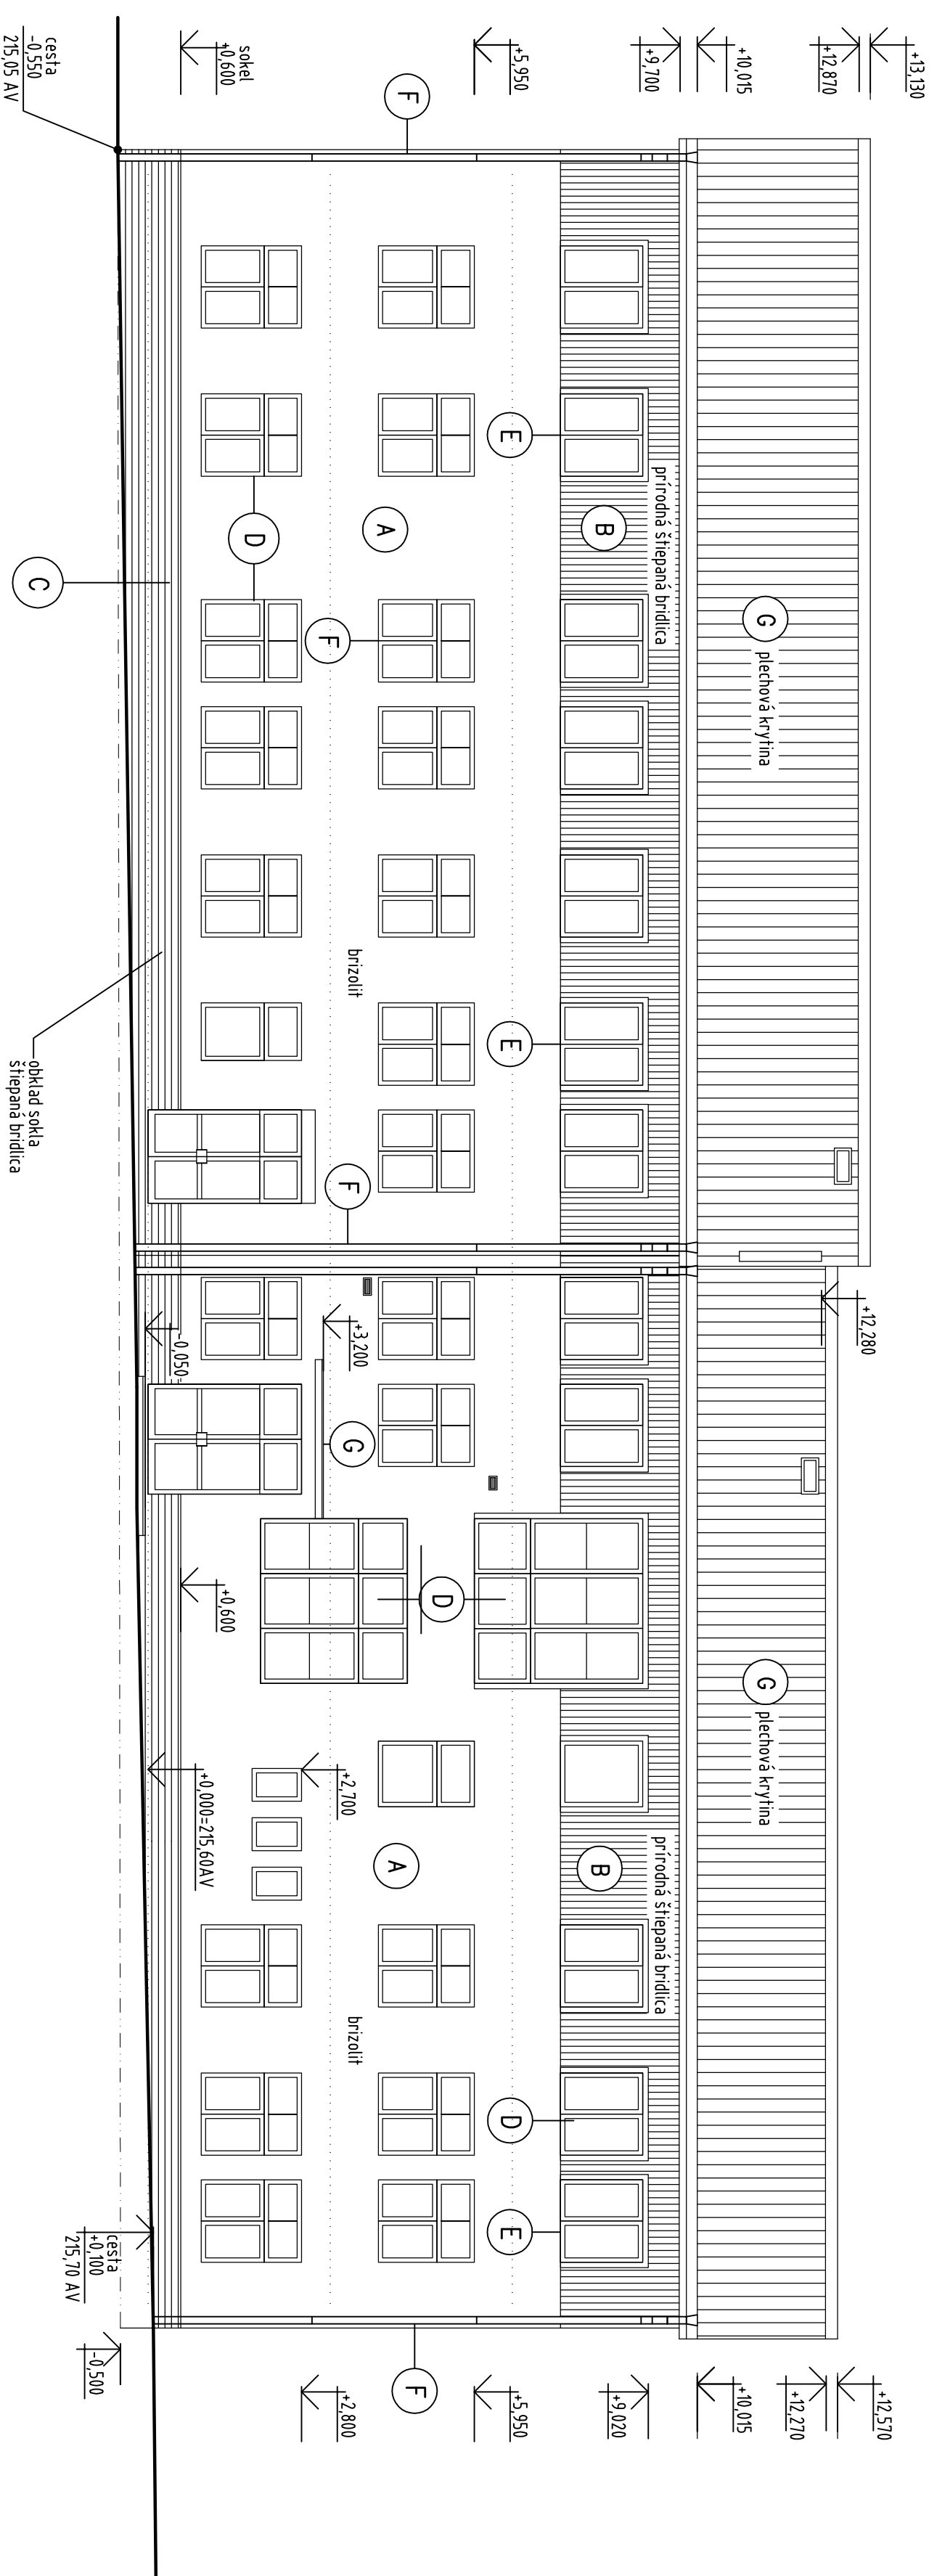 +13,130
+12,870
+10,015
+9,700
+5,950
sokel
+0,600
cesta
-0,550
215,05 AV
F
G
plechová krytina
prírodná štiepaná bridlica
B
E
A
D
F
C
brizolit
E
F
obklad sokla
štiepaná bridlica
+12,280
+3,200
G
-0,050
D
+0,600
G
plechová krytina
prírodná štiepaná bridlica
B
A
+2,700
+0,000=215,60AV
brizolit
D
E
cesta
+0,100
215,70 AV
-0,500
F
+12,570
+12,270
+10,015
+9,020
+5,950
+2,800